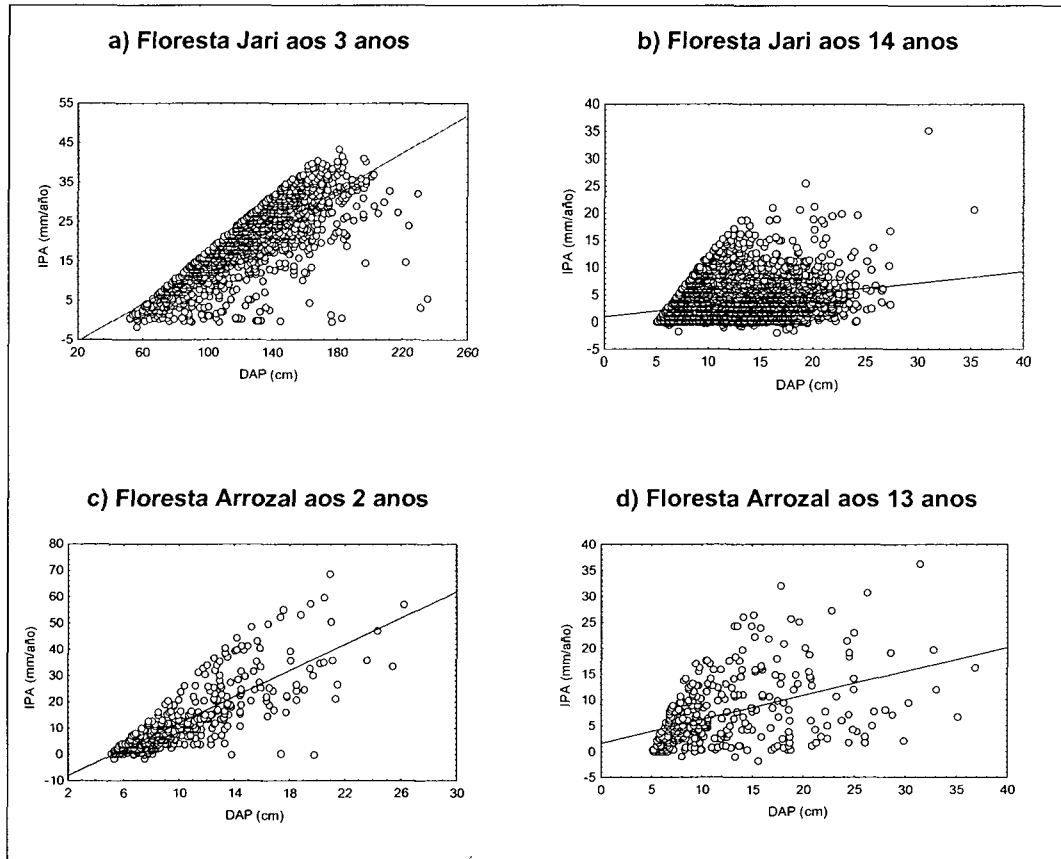 a) Floresta Jari aos 3 anos
55
45
35
25
15
5
-5
IPA (mm/año)
20 60 100 140 180 220 260
DAP (cm)
b) Floresta Jari aos 14 anos
40
35
30
25
20
15
10
5
0
-5
IPA (mm/año)
0 5 10 15 20 25 30 35 40
DAP (cm)
c) Floresta Arrozal aos 2 anos
80
70
60
50
40
30
20
10
0
-10
IPA (mm/año)
2 6 10 14 18 22 26 30
DAP (cm)
d) Floresta Arrozal aos 13 anos
40
35
30
25
20
15
10
5
0
-5
IPA (mm/año)
0 5 10 15 20 25 30 35 40
DAP (cm)